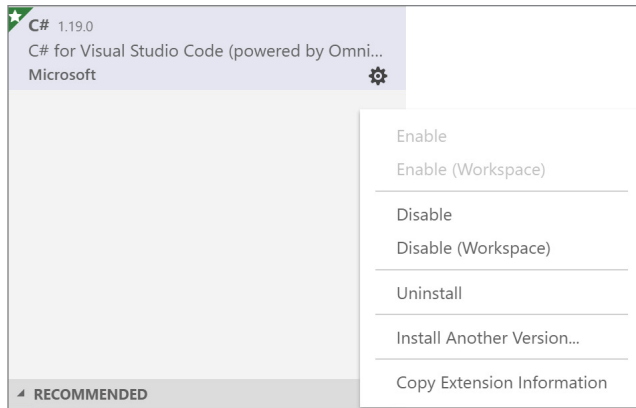 C# 1.19.0
C# for Visual Studio Code (powered by Omni...
Microsoft
Enable
Enable (Workspace)
Disable
Disable (Workspace)
Uninstall
Install Another Version...
Copy Extension Information
RECOMMENDED